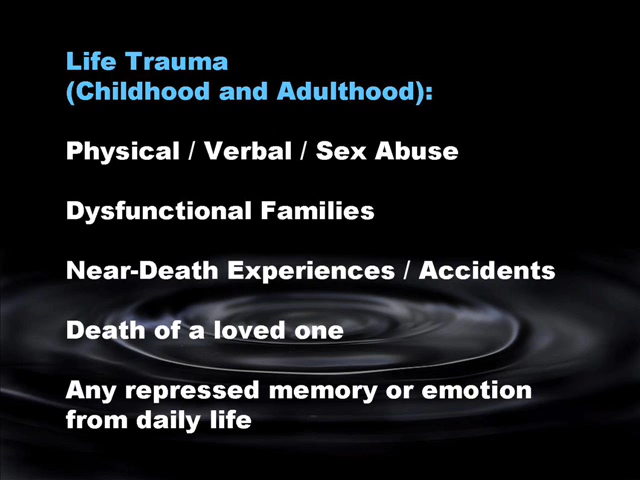 Life Trauma
(Childhood and Adulthood):
Physical / Verbal / Sex Abuse
Dysfunctional Families
Near-Death Experiences / Accidents
Death of a loved one
Any repressed memory or emotion
from daily life